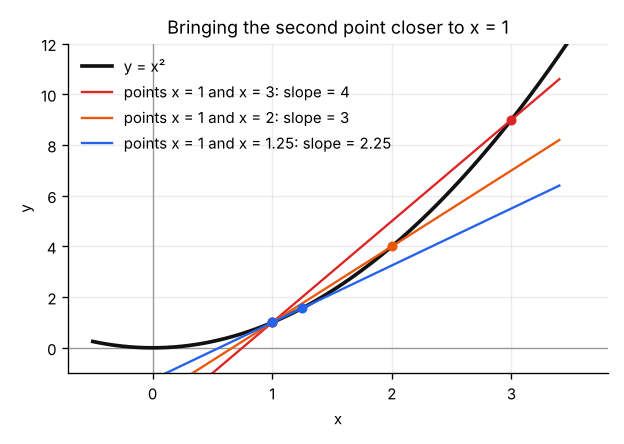 Bringing the second point closer to x = 1
y = x²
points x = 1 and x = 3: slope = 4
points x = 1 and x = 2: slope = 3
points x = 1 and x = 1.25: slope = 2.25
12
10
8
6
4
2
0
y
0 1 2 3
x